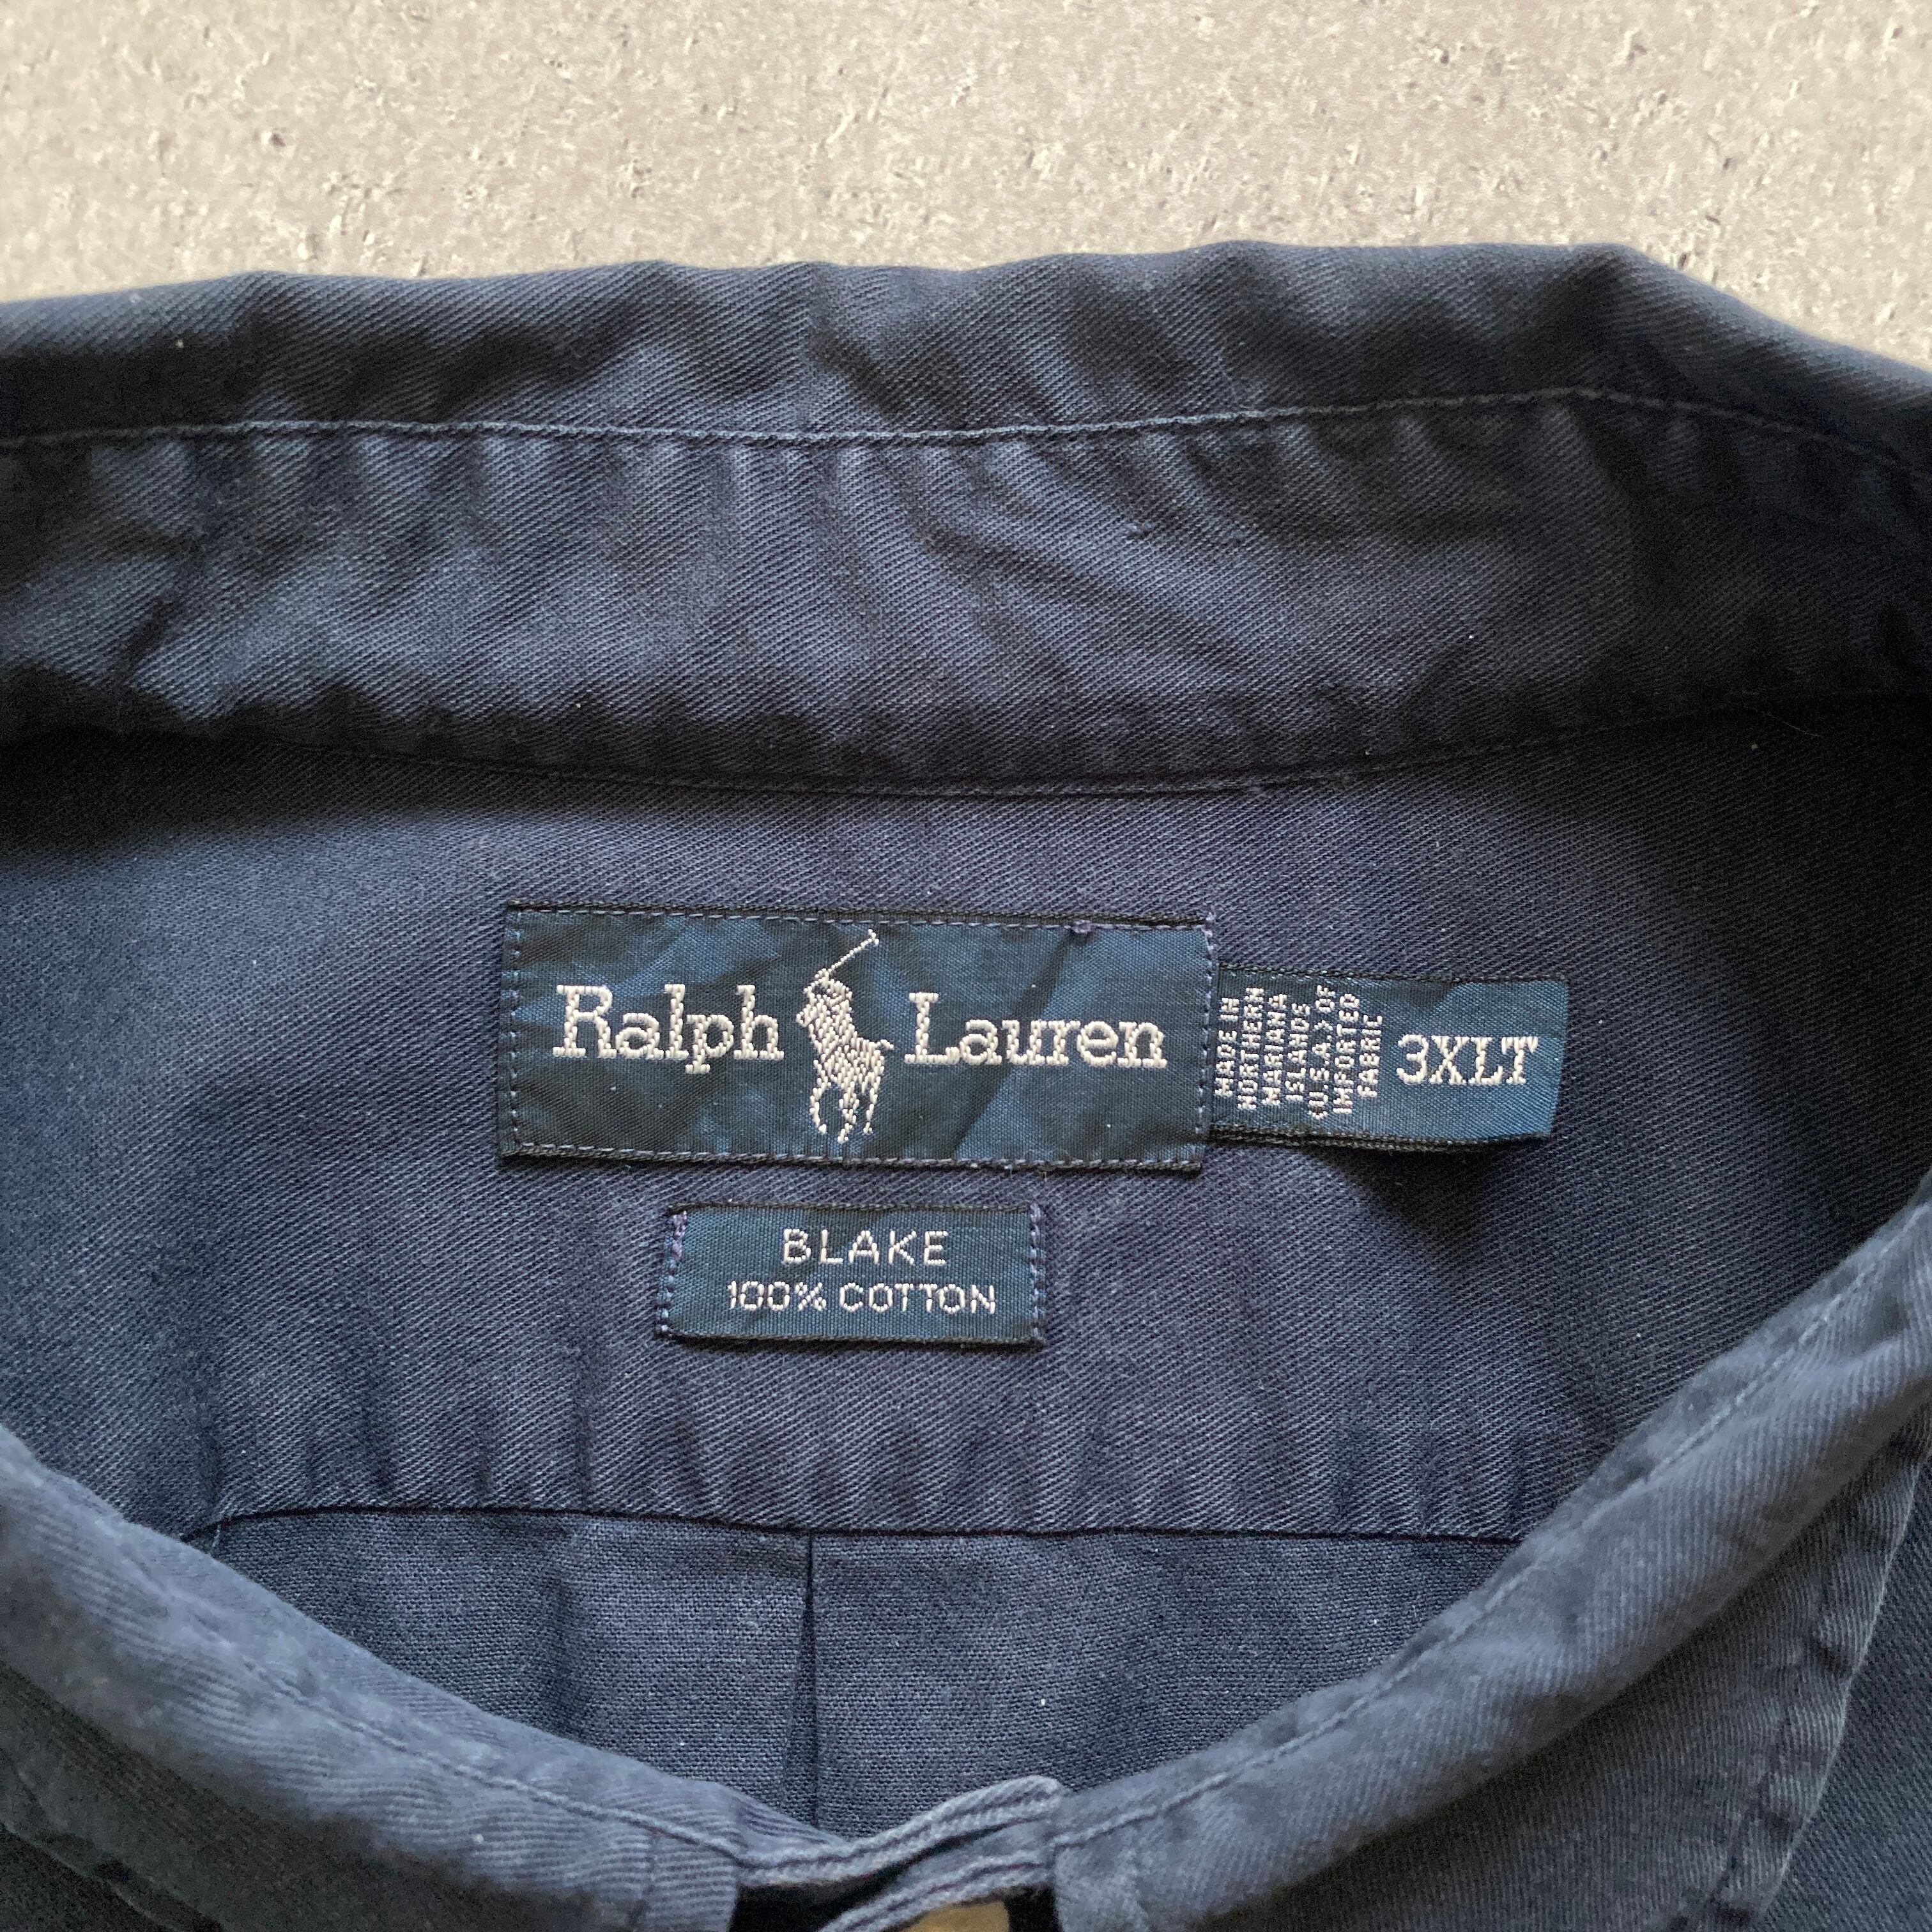 Ralph Lauren
MADE IN
NORTHERN
MARIANA
ISLANDS
(U.S.A.) OF
IMPORTED
FABRIC
3XLT
BLAKE
100% COTTON